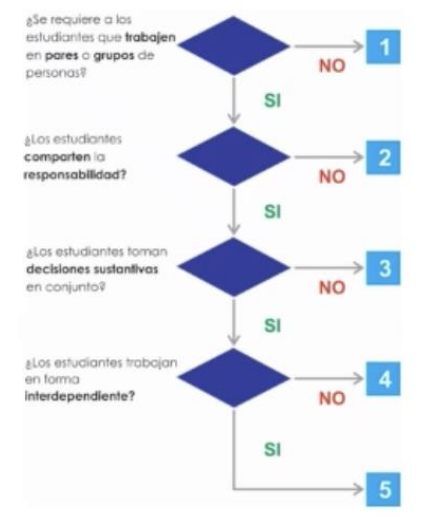 ¿Se requiere a los
estudiantes que trabajen
en pares o grupos de
personas?
1
NO
SI
¿Los estudiantes
comparten la
responsabilidad?
2
NO
SI
¿Los estudiantes toman
decisiones sustantivas
en conjunto?
3
NO
SI
¿Los estudiantes trabajan
en forma
interdependiente?
4
NO
SI
5